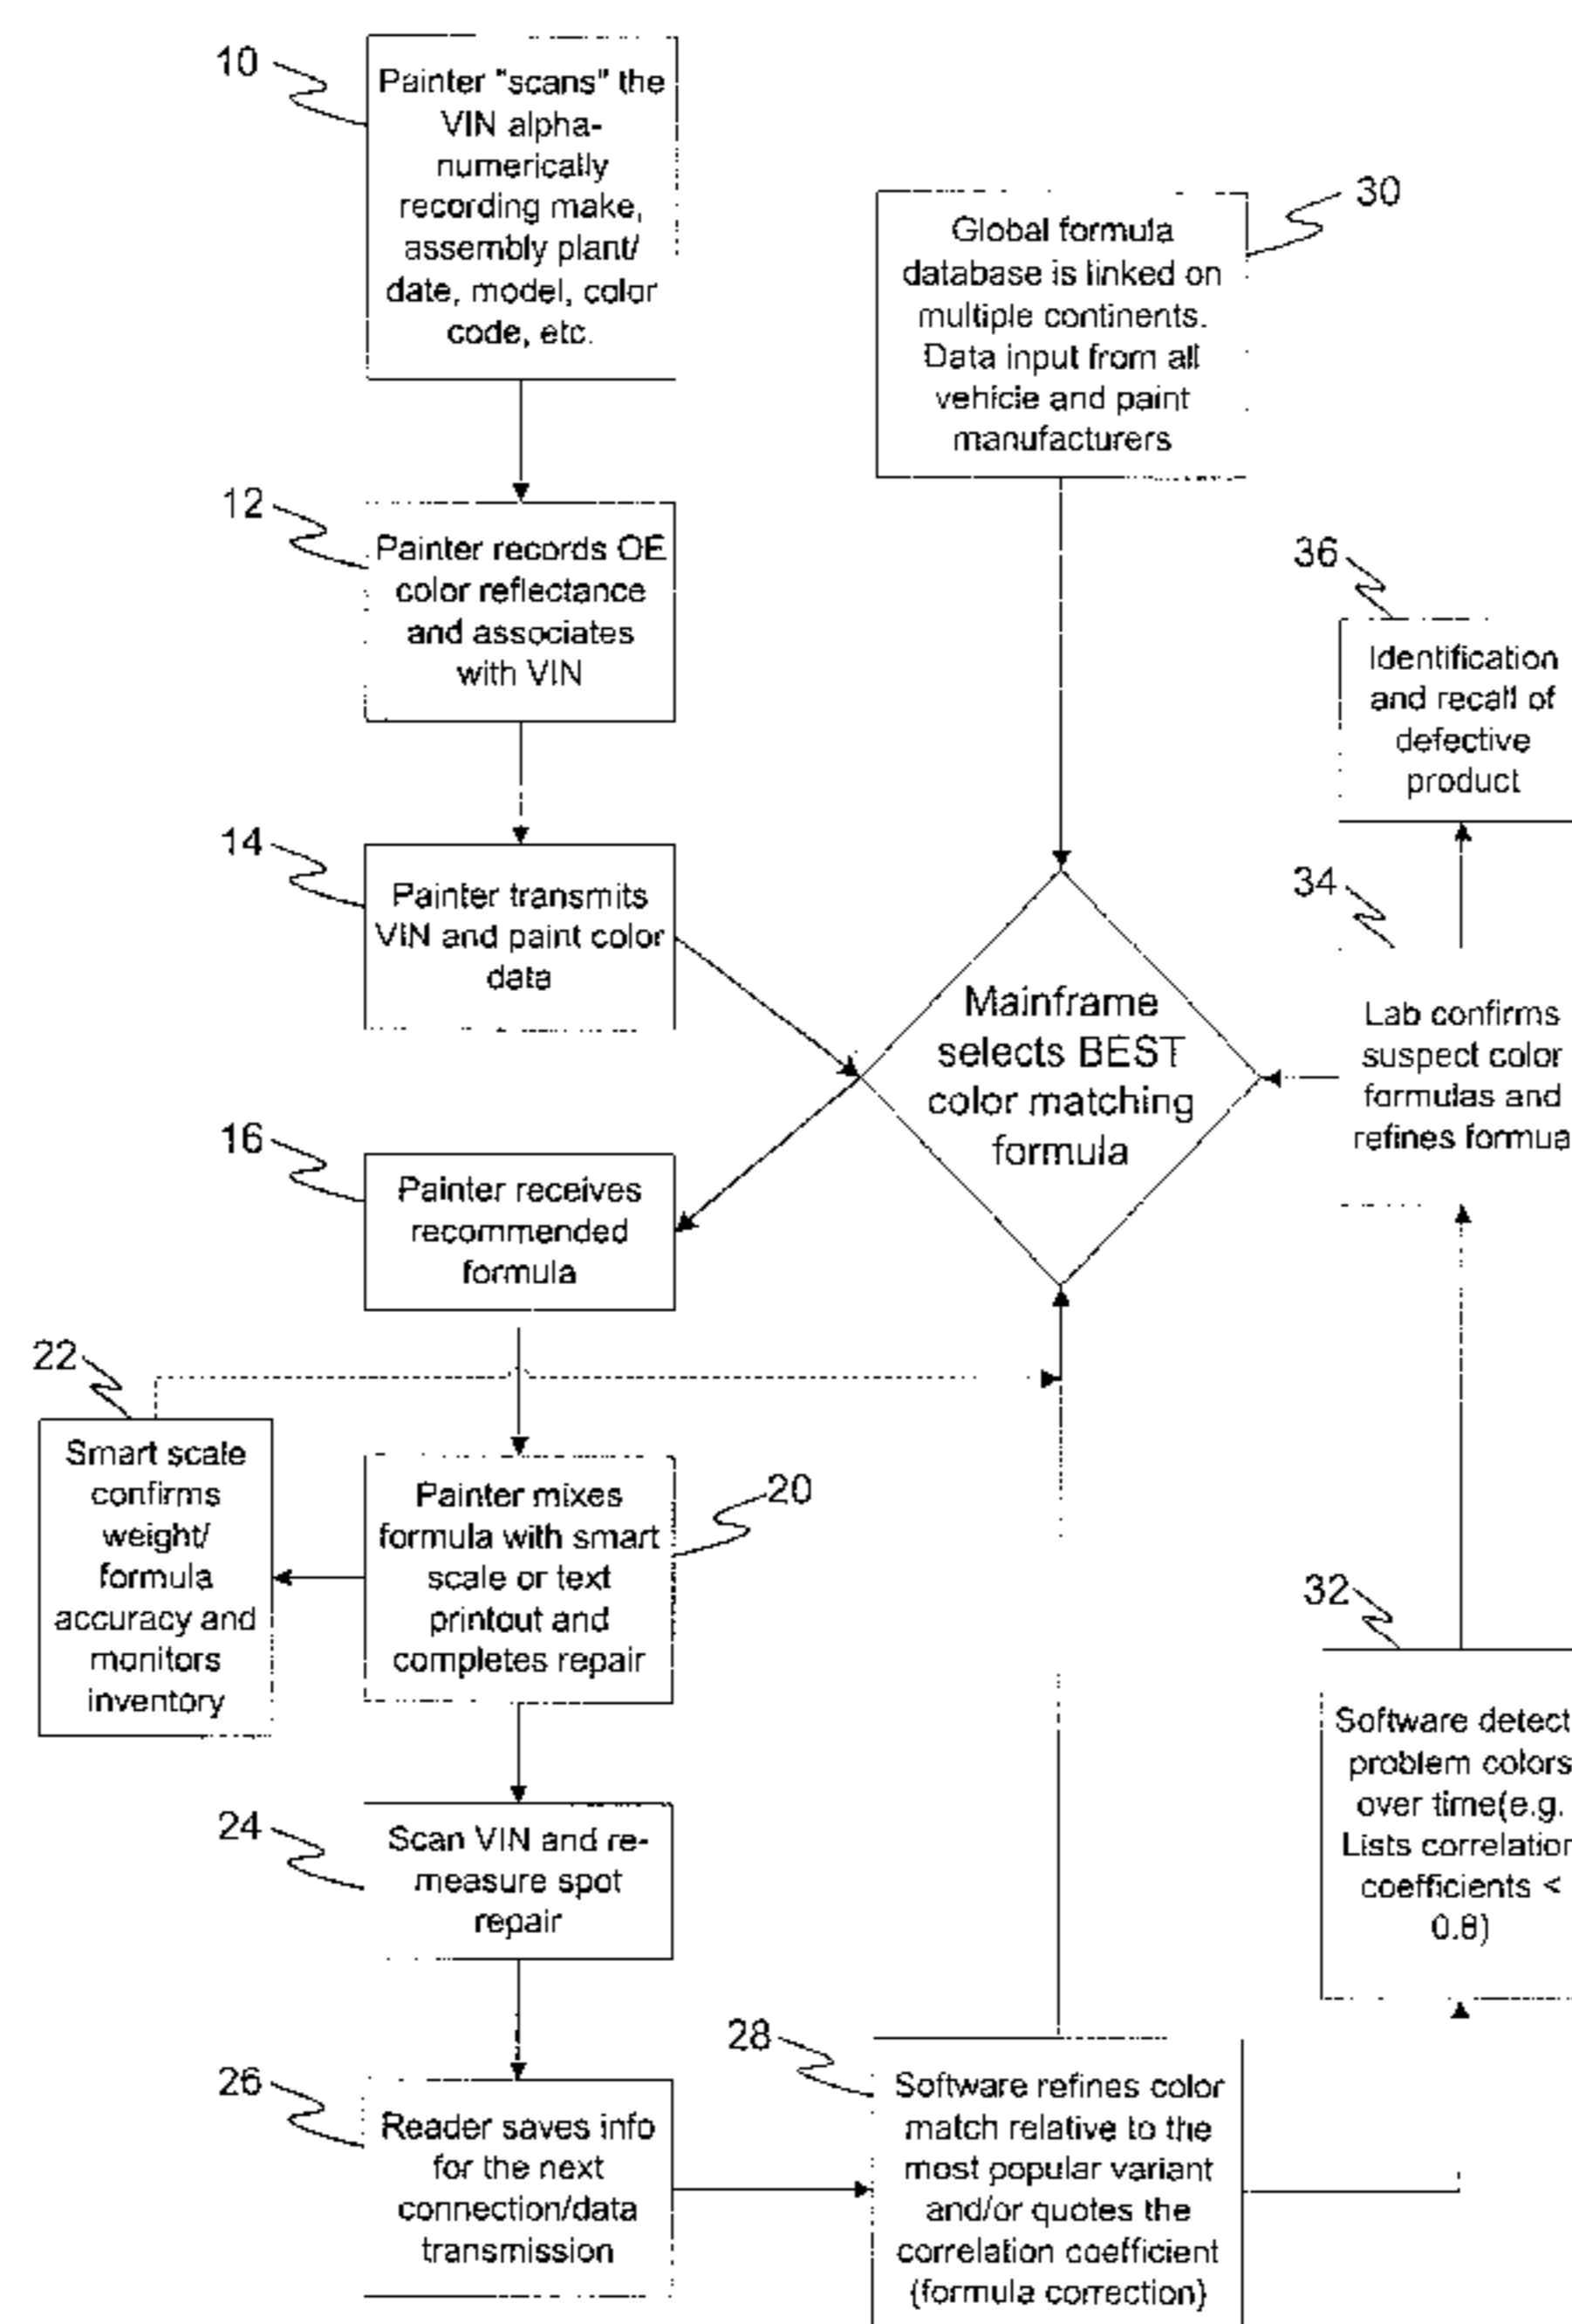 10
Painter "scans" the
VIN alpha-
numerically
recording make,
assembly plant/
date, model, color
code, etc.
30
Global formula
database is linked on
multiple continents.
Data input from all
vehicle and paint
manufacturers
12
Painter records OE
color reflectance
and associates
with VIN
36
Identification
and recall of
defective
product
14
Painter transmits
VIN and paint color
data
Mainframe
selects BEST
color matching
formula
34
Lab confirms
suspect color
formulas and
refines formua
16
Painter receives
recommended
formula
22
Smart scale
confirms
weight/
formula
accuracy and
monitors
inventory
20
Painter mixes
formula with smart
scale or text
printout and
completes repair
32
Software detect
problem colors
over time(e.g.
Lists correlation
coefficients <
0.8)
24
Scan VIN and re-
measure spot
repair
26
Reader saves info
for the next
connection/data
transmission
28
Software refines color
match relative to the
most popular variant
and/or quotes the
correlation coefficient
(formula correction)